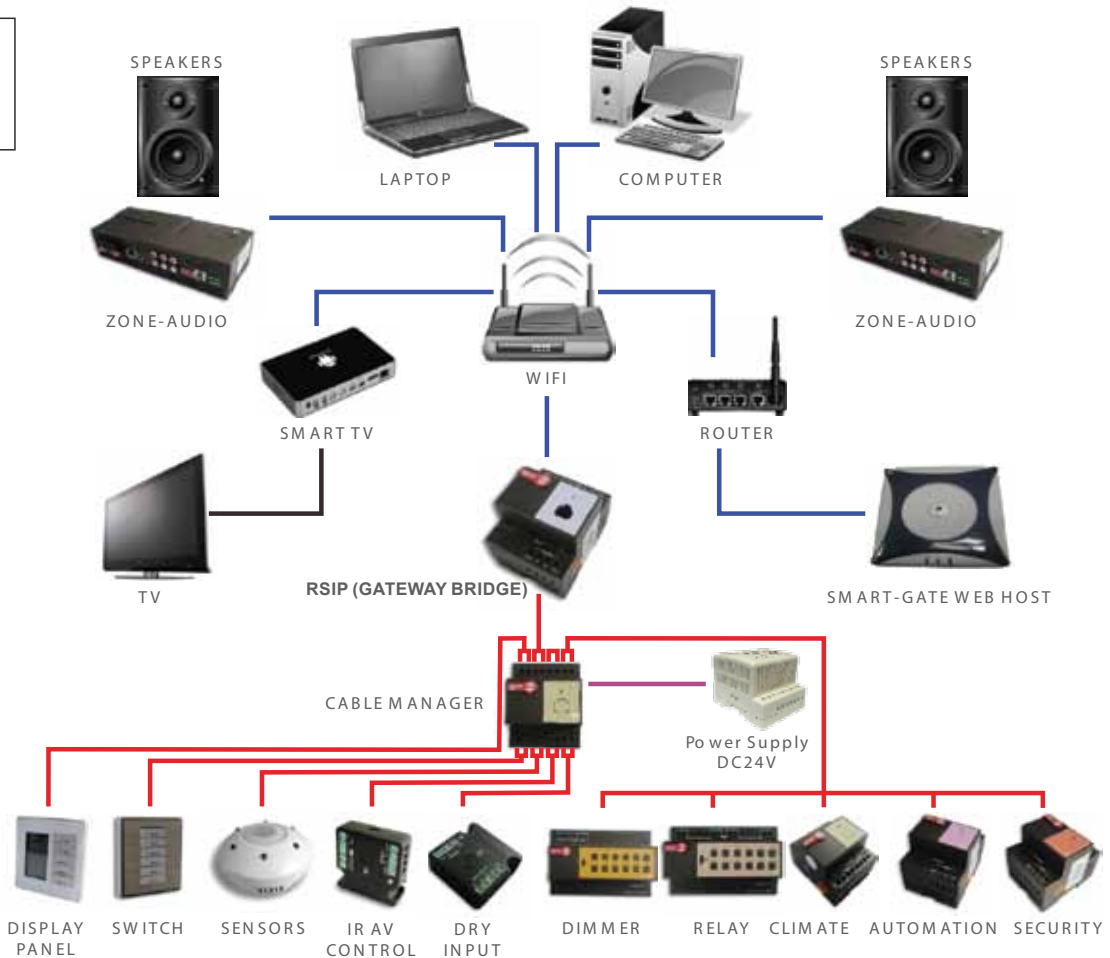 SPEAKERS
SPEAKERS
LAPTOP
COMPUTER
ZONE-AUDIO
ZONE-AUDIO
WIFI
SMART TV
ROUTER
RSIP (GATEWAY BRIDGE)
TV
SMART-GATE WEB HOST
CABLE MANAGER
Power Supply
DC24V
DISPLAY
PANEL
SWITCH
SENSORS
IR AV
CONTROL
DRY
INPUT
DIMMER
RELAY
CLIMATE
AUTOMATION
SECURITY